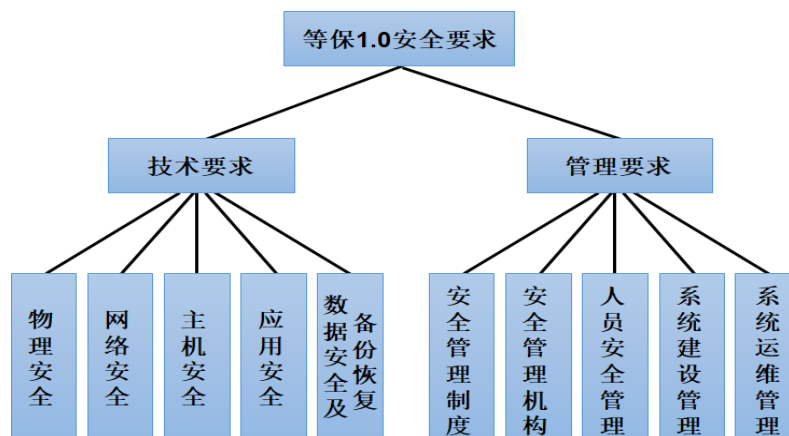 等保1.0安全要求
技术要求
管理要求
物理安全
网络安全
主机安全
应用安全
数据安全及
备份恢复
安全管理制度
安全管理机构
人员安全管理
系统建设管理
系统运维管理